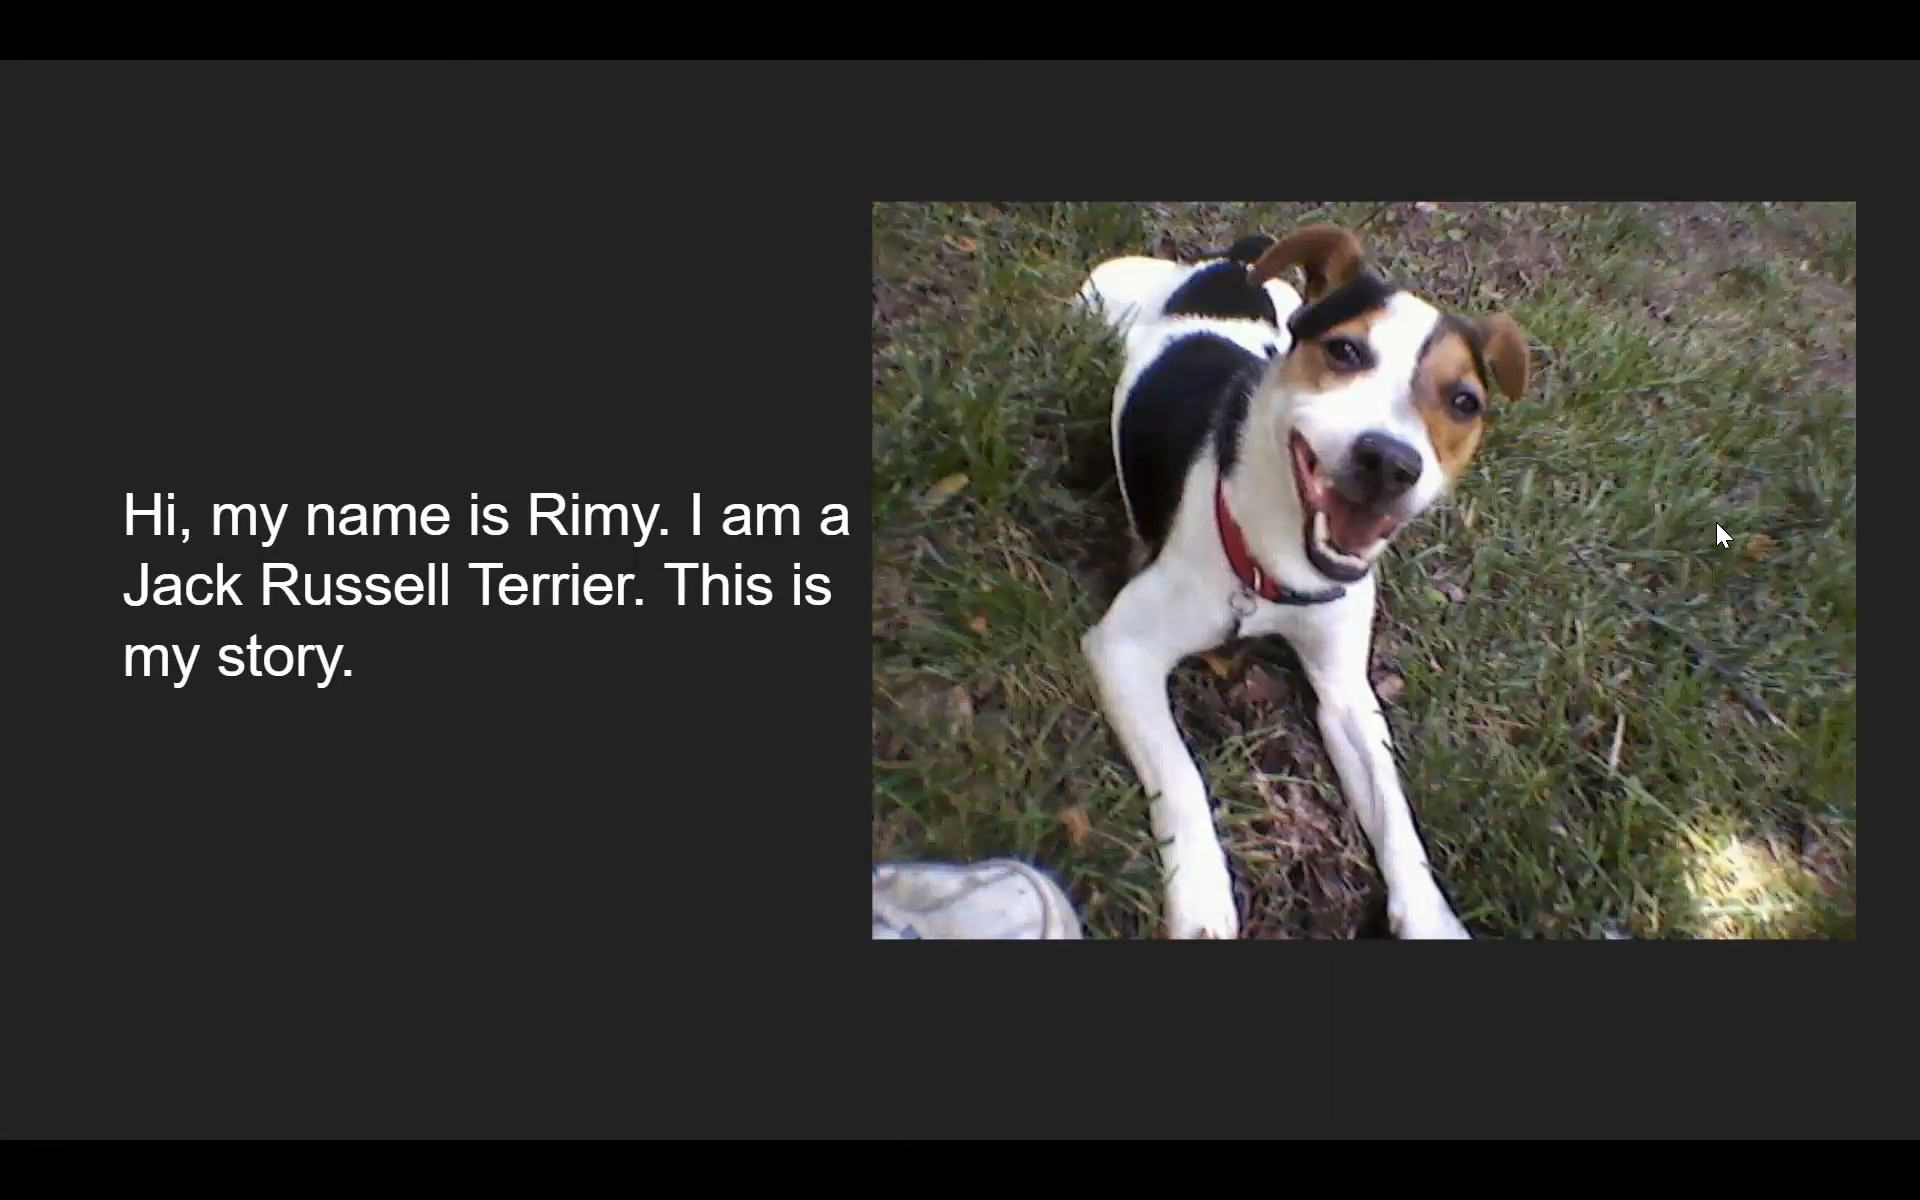 Hi, my name is Rimy. I am a
Jack Russell Terrier. This is
my story.